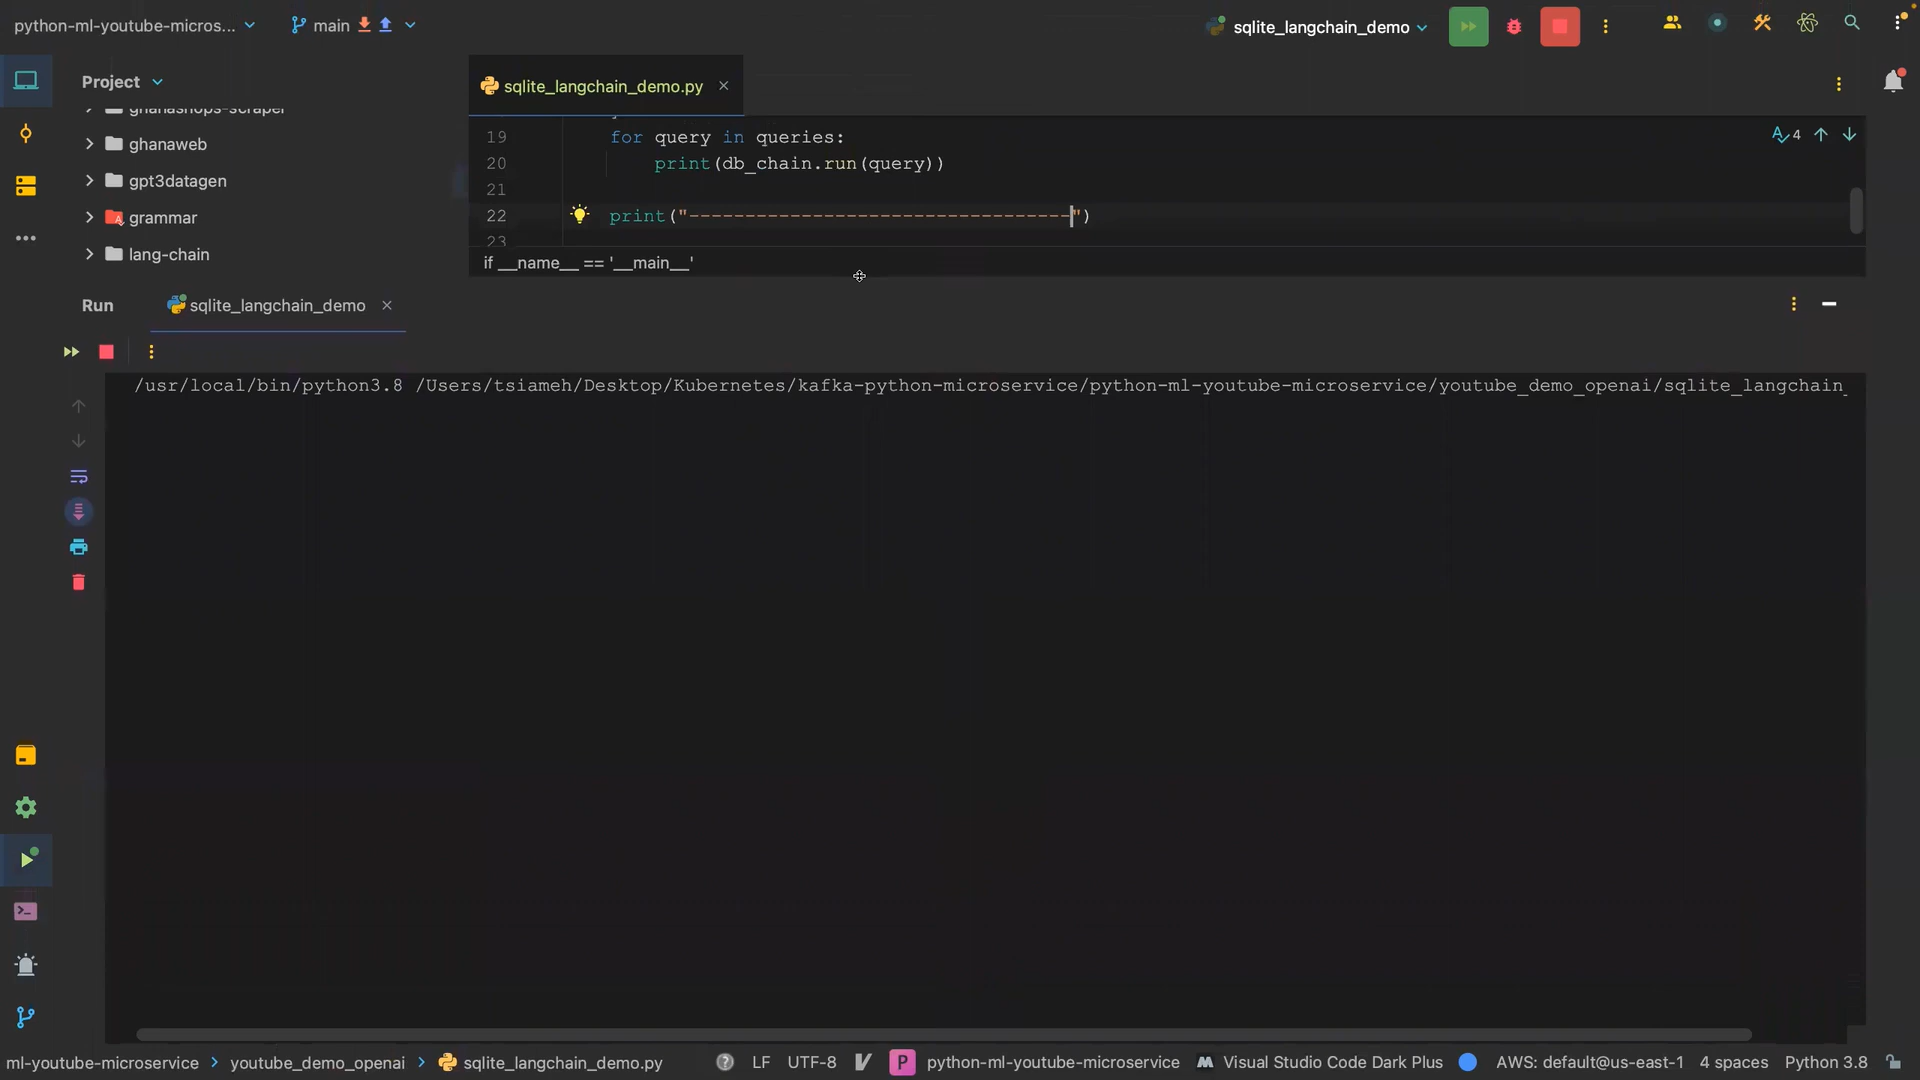 python-ml-youtube-micros...
main
sqlite_langchain_demo
Project
sqlite_langchain_demo.py
ghanashops-scraper
ghanaweb
gpt3datagen
grammar
lang-chain
19 for query in queries:
20 print(db_chain.run(query))
21
22 print("----------------------------------")
23
4
if __name__ == '__main__'
Run
sqlite_langchain_demo
/usr/local/bin/python3.8 /Users/tsiameh/Desktop/Kubernetes/kafka-python-microservice/python-ml-youtube-microservice/youtube_demo_openai/sqlite_langchain_
ml-youtube-microservice > youtube_demo_openai > sqlite_langchain_demo.py
LF UTF-8 P python-ml-youtube-microservice Visual Studio Code Dark Plus AWS: default@us-east-1 4 spaces Python 3.8